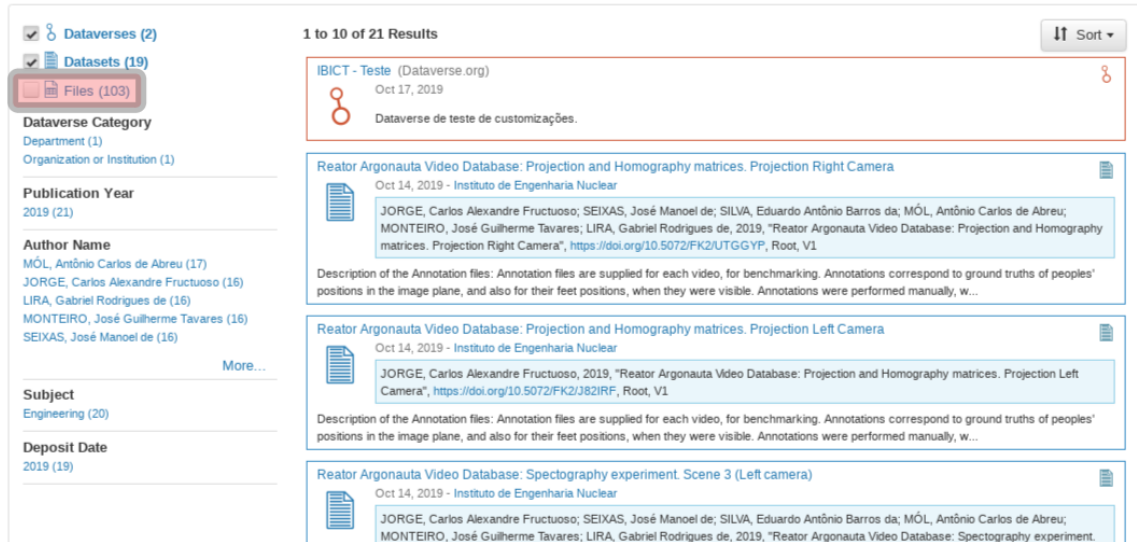 Dataverses (2)
Datasets (19)
Files (103)
Dataverse Category
Department (1)
Organization or Institution (1)
Publication Year
2019 (21)
Author Name
MÓL, Antônio Carlos de Abreu (17)
JORGE, Carlos Alexandre Fructuoso (16)
LIRA, Gabriel Rodrigues de (16)
MONTEIRO, José Guilherme Tavares (16)
SEIXAS, José Manoel de (16)
More...
Subject
Engineering (20)
Deposit Date
2019 (19)
1 to 10 of 21 Results
Sort
IBICT - Teste (Dataverse.org)
Oct 17, 2019
Dataverse de teste de customizações.
Reator Argonauta Video Database: Projection and Homography matrices. Projection Right Camera
Oct 14, 2019 - Instituto de Engenharia Nuclear
JORGE, Carlos Alexandre Fructuoso; SEIXAS, José Manoel de; SILVA, Eduardo Antônio Barros da; MÓL, Antônio Carlos de Abreu;
MONTEIRO, José Guilherme Tavares; LIRA, Gabriel Rodrigues de, 2019, "Reator Argonauta Video Database: Projection and Homography
matrices. Projection Right Camera", https://doi.org/10.5072/FK2/UTGGYP, Root, V1
Description of the Annotation files: Annotation files are supplied for each video, for benchmarking. Annotations correspond to ground truths of peoples'
positions in the image plane, and also for their feet positions, when they were visible. Annotations were performed manually, w...
Reator Argonauta Video Database: Projection and Homography matrices. Projection Left Camera
Oct 14, 2019 - Instituto de Engenharia Nuclear
JORGE, Carlos Alexandre Fructuoso, 2019, "Reator Argonauta Video Database: Projection and Homography matrices. Projection Left
Camera", https://doi.org/10.5072/FK2/J82IRF, Root, V1
Description of the Annotation files: Annotation files are supplied for each video, for benchmarking. Annotations correspond to ground truths of peoples'
positions in the image plane, and also for their feet positions, when they were visible. Annotations were performed manually, w...
Reator Argonauta Video Database: Spectography experiment. Scene 3 (Left camera)
Oct 14, 2019 - Instituto de Engenharia Nuclear
JORGE, Carlos Alexandre Fructuoso; SEIXAS, José Manoel de; SILVA, Eduardo Antônio Barros da; MÓL, Antônio Carlos de Abreu;
MONTEIRO, José Guilherme Tavares; LIRA, Gabriel Rodrigues de, 2019, "Reator Argonauta Video Database: Spectography experiment.